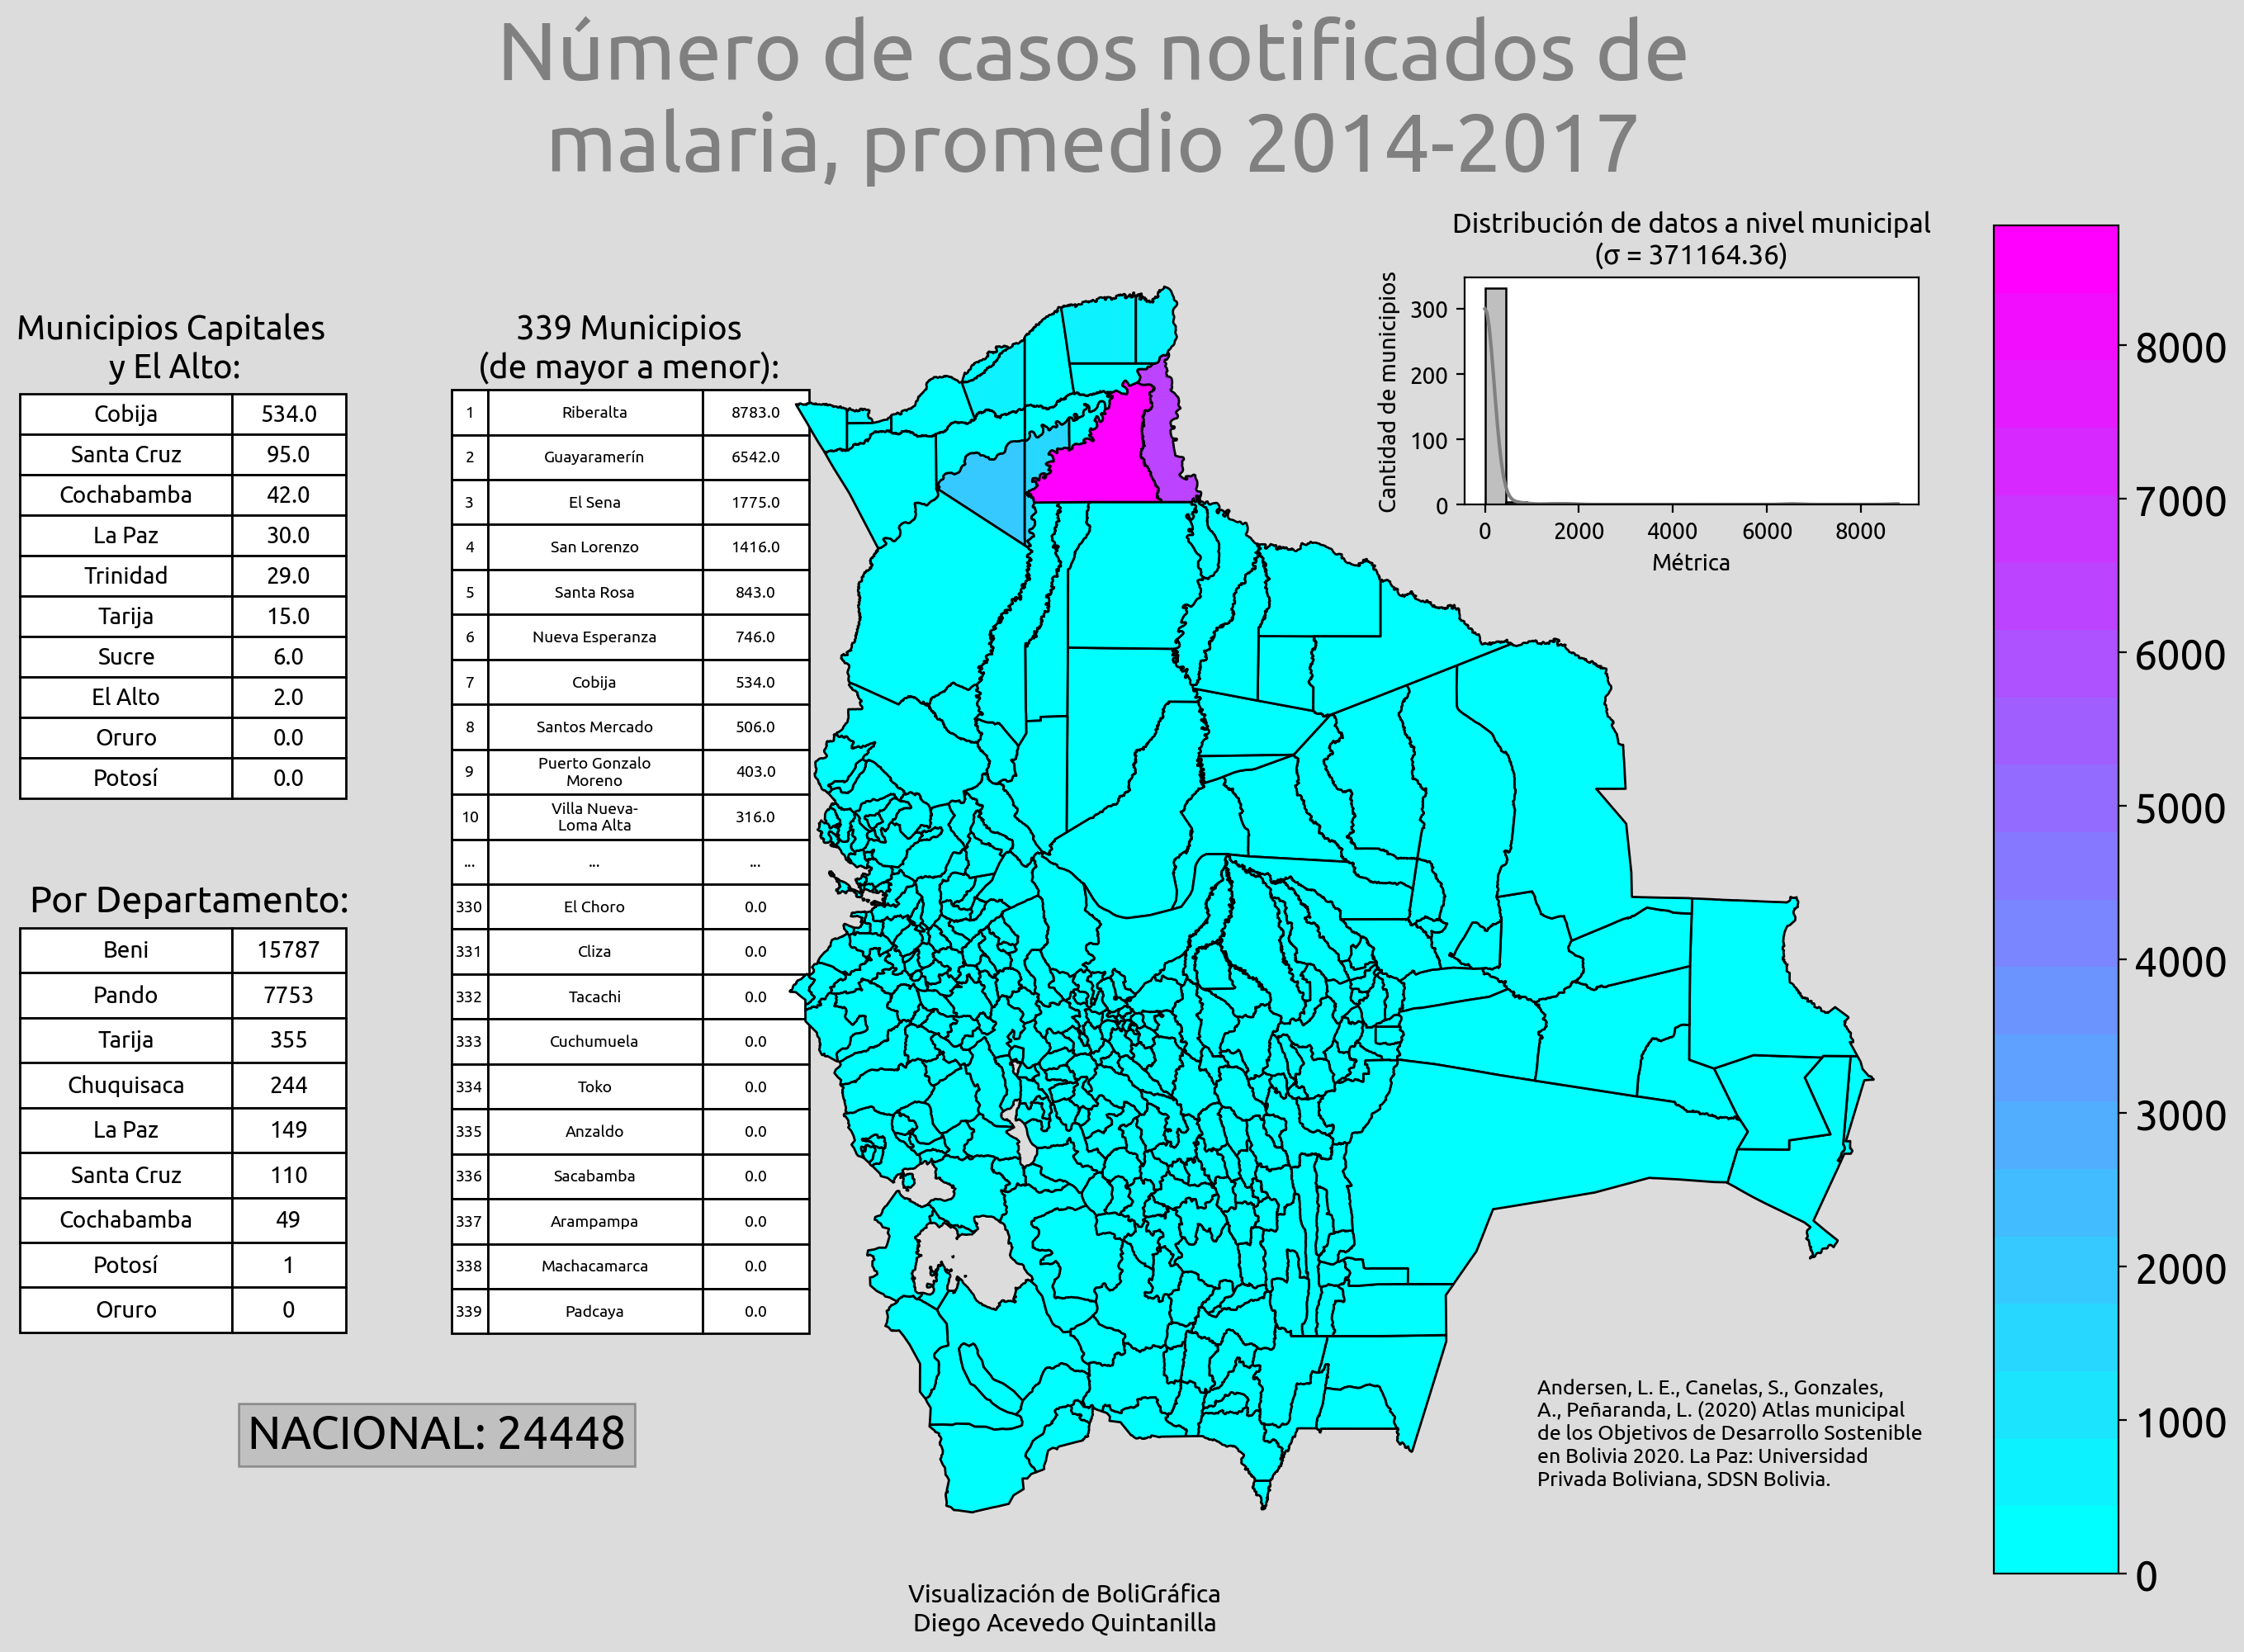 Número de casos notificados de
malaria, promedio 2014-2017
Municipios Capitales
y El Alto:
Cobija 534.0
Santa Cruz 95.0
Cochabamba 42.0
La Paz 30.0
Trinidad 29.0
Tarija 15.0
Sucre 6.0
El Alto 2.0
Oruro 0.0
Potosí 0.0
Por Departamento:
Beni 15787
Pando 7753
Tarija 355
Chuquisaca 244
La Paz 149
Santa Cruz 110
Cochabamba 49
Potosí 1
Oruro 0
NACIONAL: 24448
339 Municipios
(de mayor a menor):
1 Riberalta 8783.0
2 Guayaramerín 6542.0
3 El Sena 1775.0
4 San Lorenzo 1416.0
5 Santa Rosa 843.0
6 Nueva Esperanza 746.0
7 Cobija 534.0
8 Santos Mercado 506.0
9 Puerto Gonzalo
Moreno 403.0
10 Villa Nueva-
Loma Alta 316.0
... ... ...
330 El Choro 0.0
331 Cliza 0.0
332 Tacachi 0.0
333 Cuchumuela 0.0
334 Toko 0.0
335 Anzaldo 0.0
336 Sacabamba 0.0
337 Arampampa 0.0
338 Machacamarca 0.0
339 Padcaya 0.0
Distribución de datos a nivel municipal
(σ = 371164.36)
Cantidad de municipios
300
200
100
0
0 2000 4000 6000 8000
Métrica
8000
7000
6000
5000
4000
3000
2000
1000
0
Andersen, L. E., Canelas, S., Gonzales,
A., Peñaranda, L. (2020) Atlas municipal
de los Objetivos de Desarrollo Sostenible
en Bolivia 2020. La Paz: Universidad
Privada Boliviana, SDSN Bolivia.
Visualización de BoliGráfica
Diego Acevedo Quintanilla